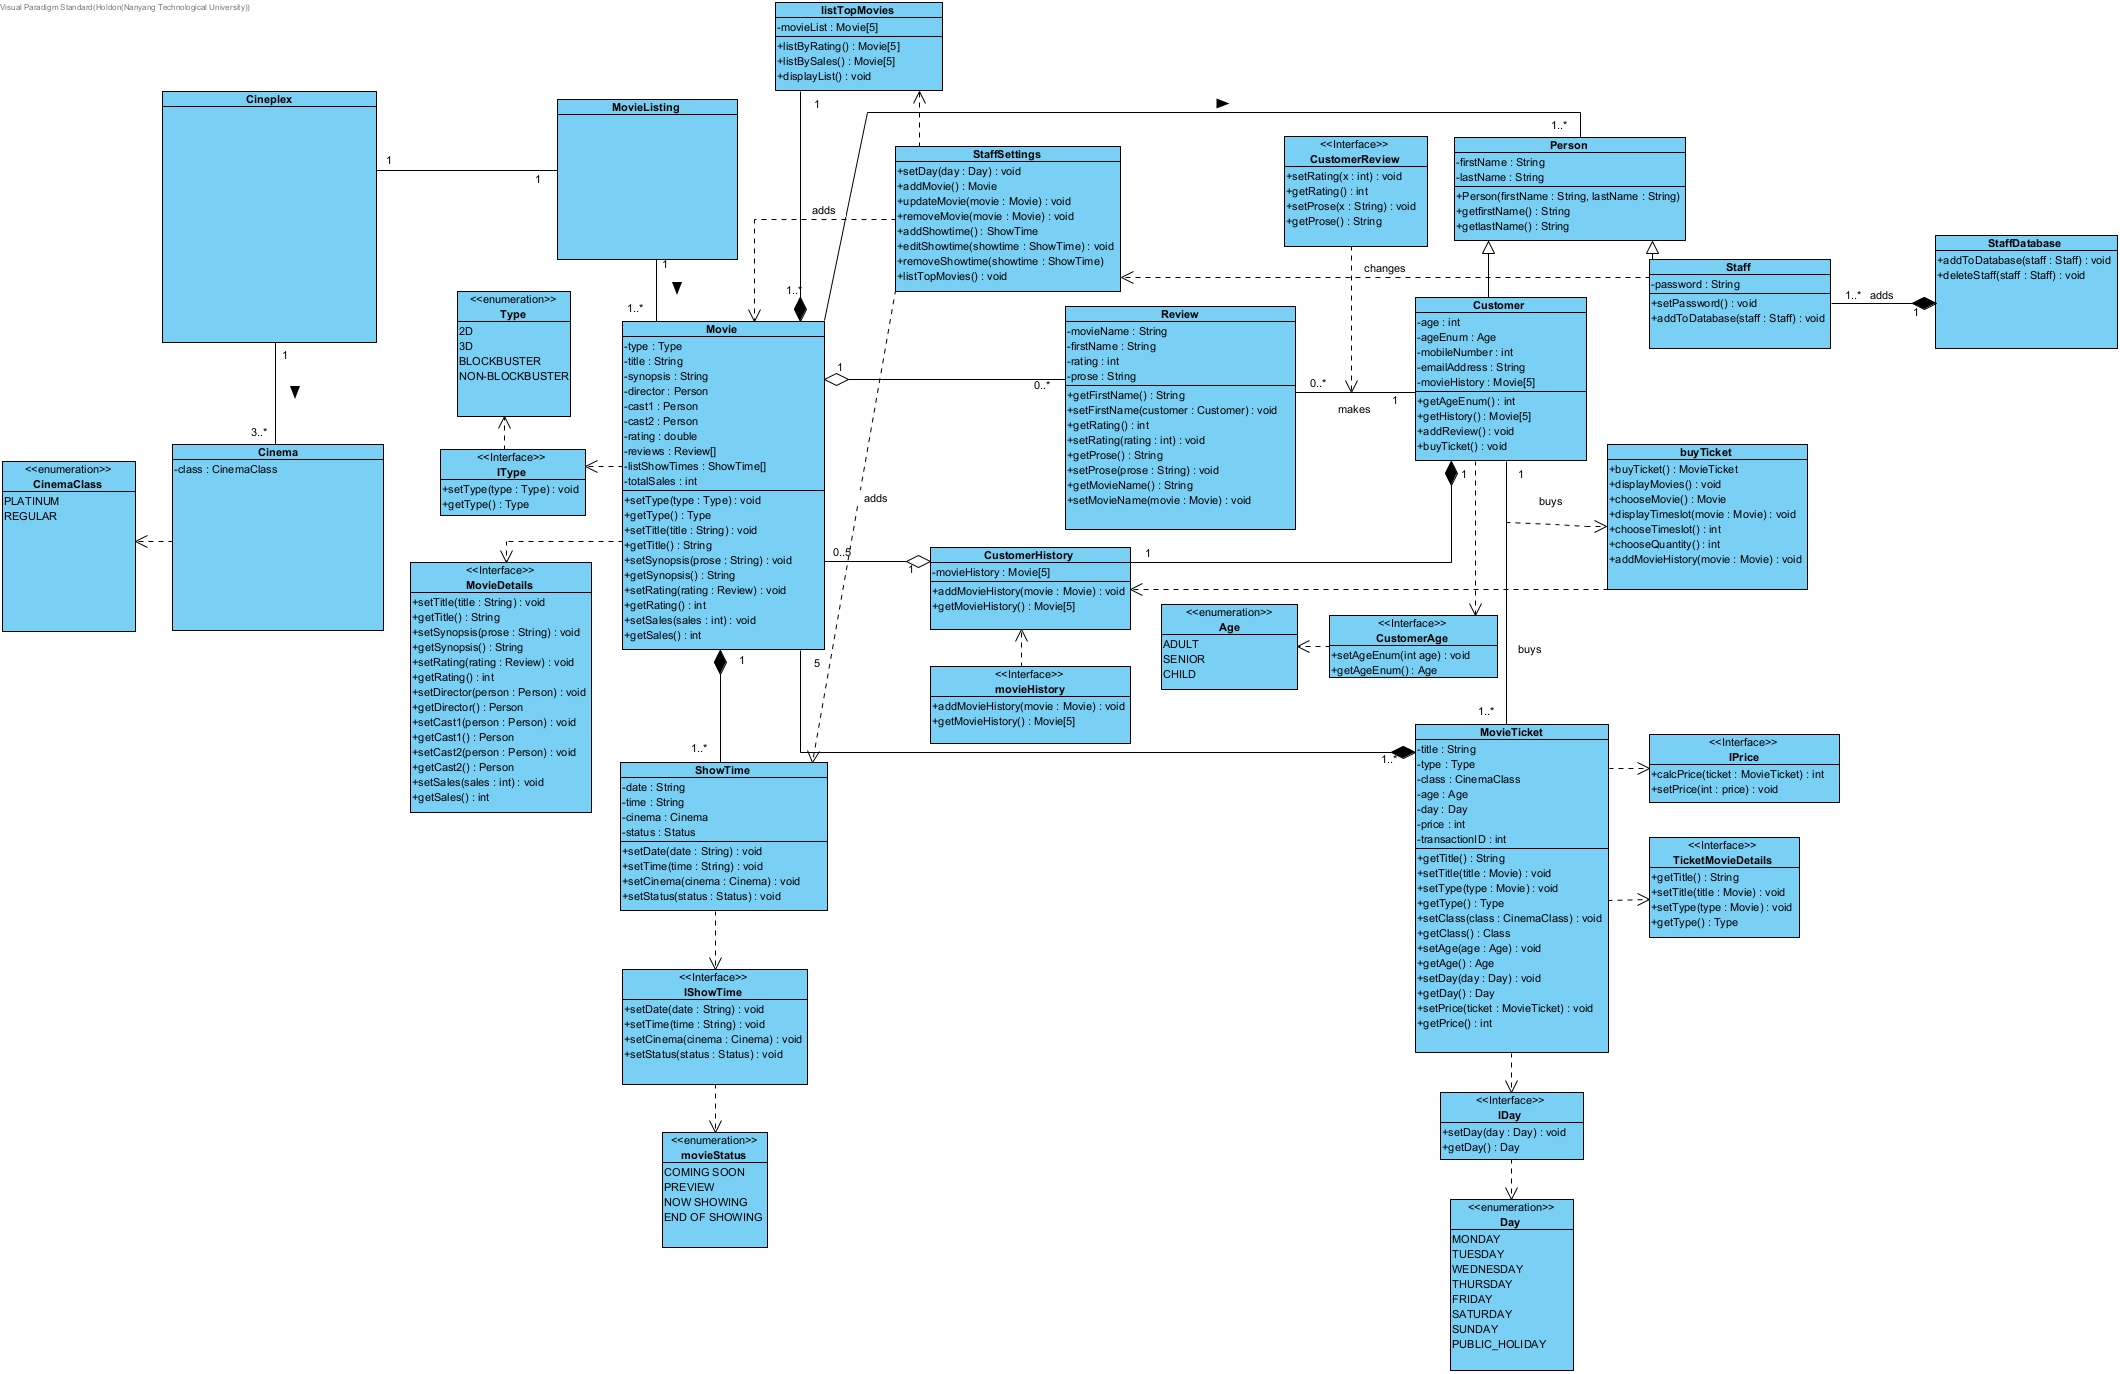 Visual Paradigm Standard(Holdon(Nanyang Technological University))
listTopMovies
-movieList : Movie[5]
+listByRating() : Movie[5]
+listBySales() : Movie[5]
+displayList() : void
1
1..*
Cineplex
1
1
1
3..*
MovieListing
1
1..*
Cinema
-class : CinemaClass
<<enumeration>>
CinemaClass
PLATINUM
REGULAR
<<enumeration>>
Type
2D
3D
BLOCKBUSTER
NON-BLOCKBUSTER
<<Interface>>
IType
+setType(type : Type) : void
+getType() : Type
<<Interface>>
MovieDetails
+setTitle(title : String) : void
+getTitle() : String
+setSynopsis(prose : String) : void
+getSynopsis() : String
+setRating(rating : Review) : void
+getRating() : int
+setDirector(person : Person) : void
+getDirector() : Person
+setCast1(person : Person) : void
+getCast1() : Person
+setCast2(person : Person) : void
+getCast2() : Person
+setSales(sales : int) : void
+getSales() : int
Movie
-type : Type
-title : String
-synopsis : String
-director : Person
-cast1 : Person
-cast2 : Person
-rating : double
-reviews : Review[]
-listShowTimes : ShowTime[]
-totalSales : int
+setType(type : Type) : void
+getType() : Type
+setTitle(title : String) : void
+getTitle() : String
+setSynopsis(prose : String) : void
+getSynopsis() : String
+setRating(rating : Review) : void
+getRating() : int
+setSales(sales : int) : void
+getSales() : int
1
1..*
5
StaffSettings
+setDay(day : Day) : void
+addMovie() : Movie
+updateMovie(movie : Movie) : void
+removeMovie(movie : Movie) : void
+addShowtime() : ShowTime
+editShowtime(showtime : ShowTime) : void
+removeShowtime(showtime : ShowTime)
+listTopMovies() : void
adds
adds
changes
<<Interface>>
CustomerReview
+setRating(x : int) : void
+getRating() : int
+setProse(x : String) : void
+getProse() : String
1..*
Person
-firstName : String
-lastName : String
+Person(firstName : String, lastName : String)
+getfirstName() : String
+getlastName() : String
Staff
-password : String
+setPassword() : void
+addToDatabase(staff : Staff) : void
1..*
adds
1
StaffDatabase
+addToDatabase(staff : Staff) : void
+deleteStaff(staff : Staff) : void
Review
-movieName : String
-firstName : String
-rating : int
-prose : String
+getFirstName() : String
+setFirstName(customer : Customer) : void
+getRating() : int
+setRating(rating : int) : void
+getProse() : String
+setProse(prose : String) : void
+getMovieName() : String
+setMovieName(movie : Movie) : void
1
0..*
0..*
makes
1
Customer
-age : int
-ageEnum : Age
-mobileNumber : int
-emailAddress : String
-movieHistory : Movie[5]
+getAgeEnum() : int
+getHistory() : Movie[5]
+addReview() : void
+buyTicket() : void
1
1
buys
buys
1..*
buyTicket
+buyTicket() : MovieTicket
+displayMovies() : void
+chooseMovie() : Movie
+displayTimeslot(movie : Movie) : void
+chooseTimeslot() : int
+chooseQuantity() : int
+addMovieHistory(movie : Movie) : void
0..5
1
1
CustomerHistory
-movieHistory : Movie[5]
+addMovieHistory(movie : Movie) : void
+getMovieHistory() : Movie[5]
<<Interface>>
movieHistory
+addMovieHistory(movie : Movie) : void
+getMovieHistory() : Movie[5]
<<enumeration>>
Age
ADULT
SENIOR
CHILD
<<Interface>>
CustomerAge
+setAgeEnum(int age) : void
+getAgeEnum() : Age
ShowTime
-date : String
-time : String
-cinema : Cinema
-status : Status
+setDate(date : String) : void
+setTime(time : String) : void
+setCinema(cinema : Cinema) : void
+setStatus(status : Status) : void
<<Interface>>
IShowTime
+setDate(date : String) : void
+setTime(time : String) : void
+setCinema(cinema : Cinema) : void
+setStatus(status : Status) : void
<<enumeration>>
movieStatus
COMING SOON
PREVIEW
NOW SHOWING
END OF SHOWING
1..*
MovieTicket
-title : String
-type : Type
-class : CinemaClass
-age : Age
-day : Day
-price : int
-transactionID : int
+getTitle() : String
+setTitle(title : Movie) : void
+setType(type : Movie) : void
+getType() : Type
+setClass(class : CinemaClass) : void
+getClass() : Class
+setAge(age : Age) : void
+getAge() : Age
+setDay(day : Day) : void
+getDay() : Day
+setPrice(ticket : MovieTicket) : void
+getPrice() : int
<<Interface>>
IPrice
+calcPrice(ticket : MovieTicket) : int
+setPrice(int : price) : void
<<Interface>>
TicketMovieDetails
+getTitle() : String
+setTitle(title : Movie) : void
+setType(type : Movie) : void
+getType() : Type
<<Interface>>
IDay
+setDay(day : Day) : void
+getDay() : Day
<<enumeration>>
Day
MONDAY
TUESDAY
WEDNESDAY
THURSDAY
FRIDAY
SATURDAY
SUNDAY
PUBLIC_HOLIDAY